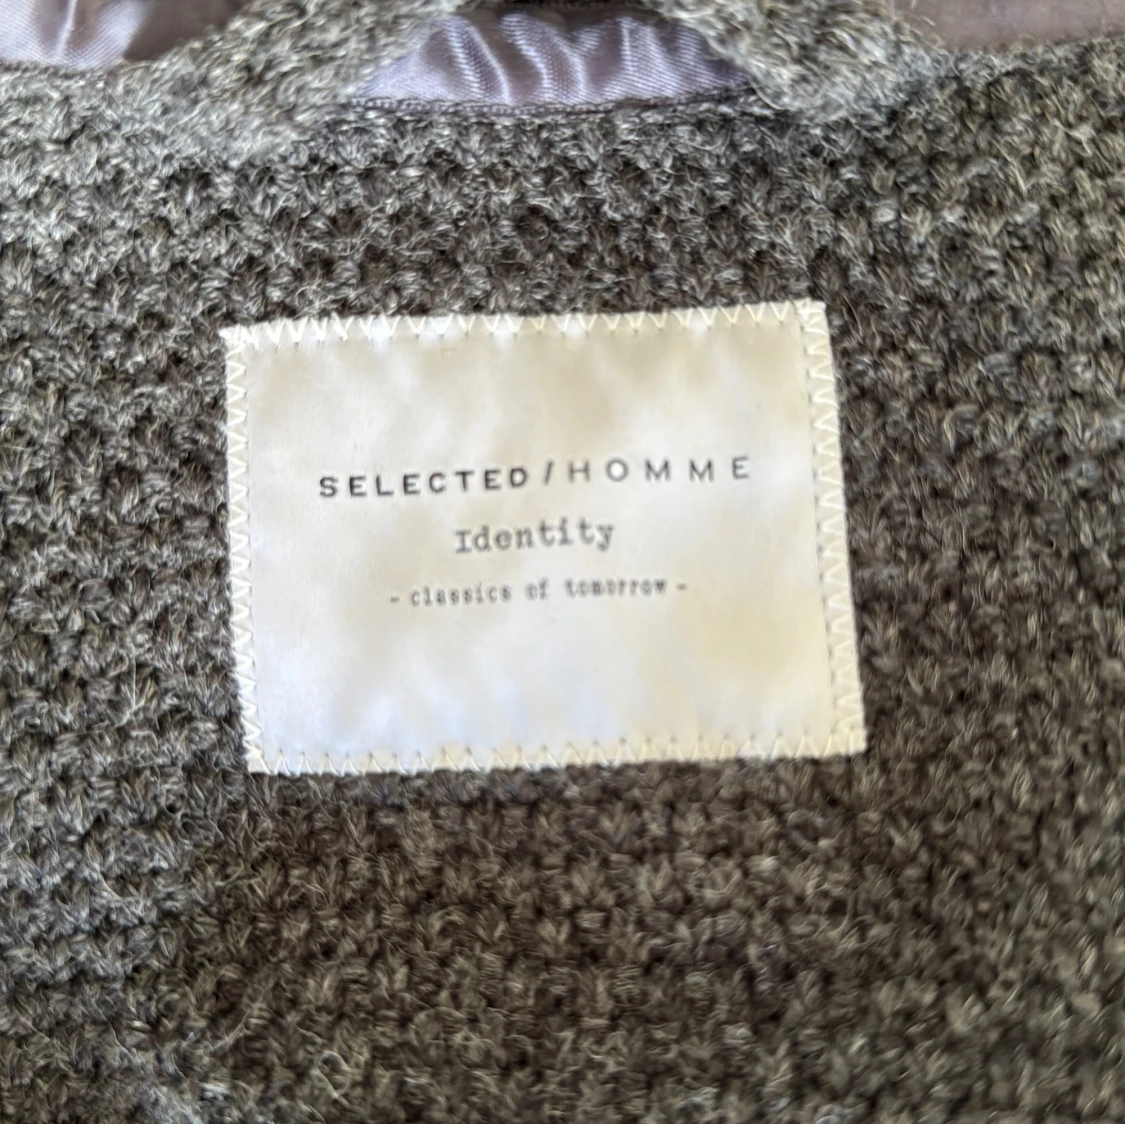 SELECTED / HOMME
Identity
- classics of tomorrow -